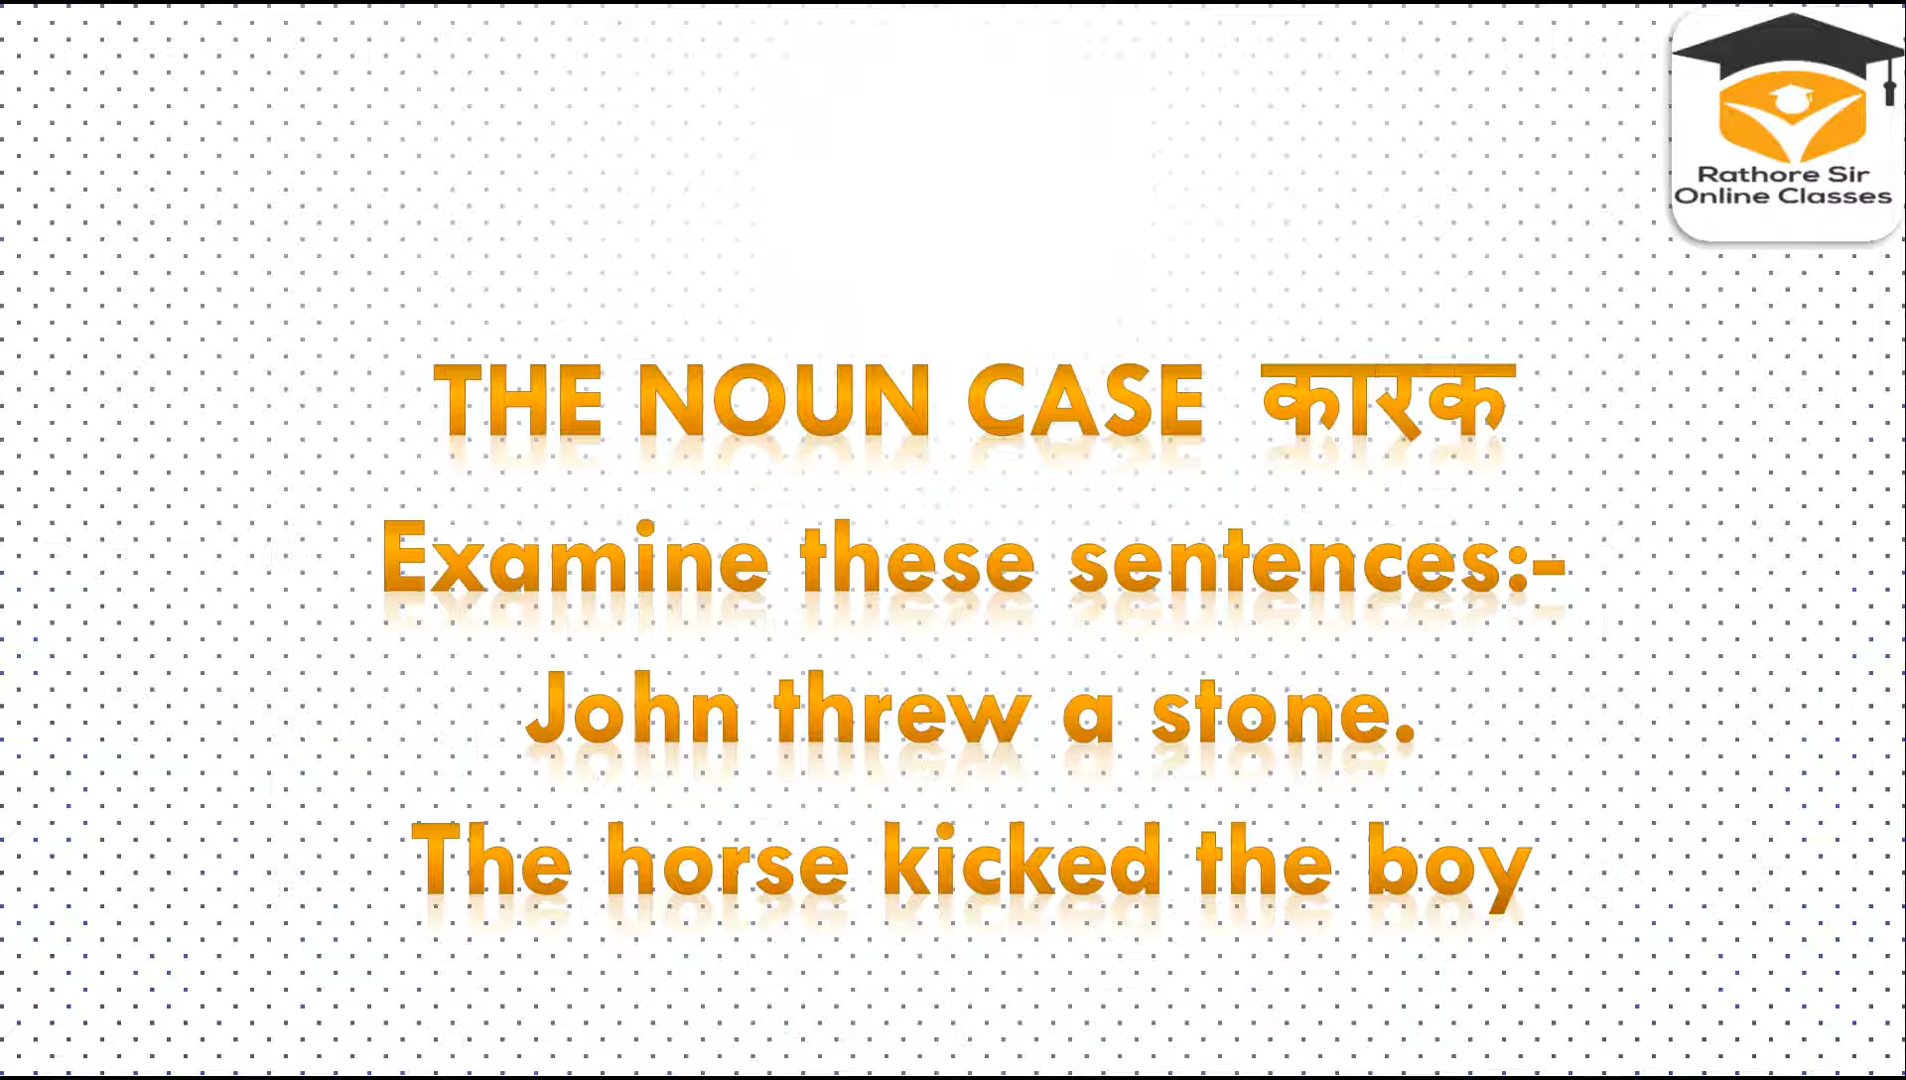 Rathore Sir
Online Classes
THE NOUN CASE कारक
Examine these sentences:-
John threw a stone.
The horse kicked the boy